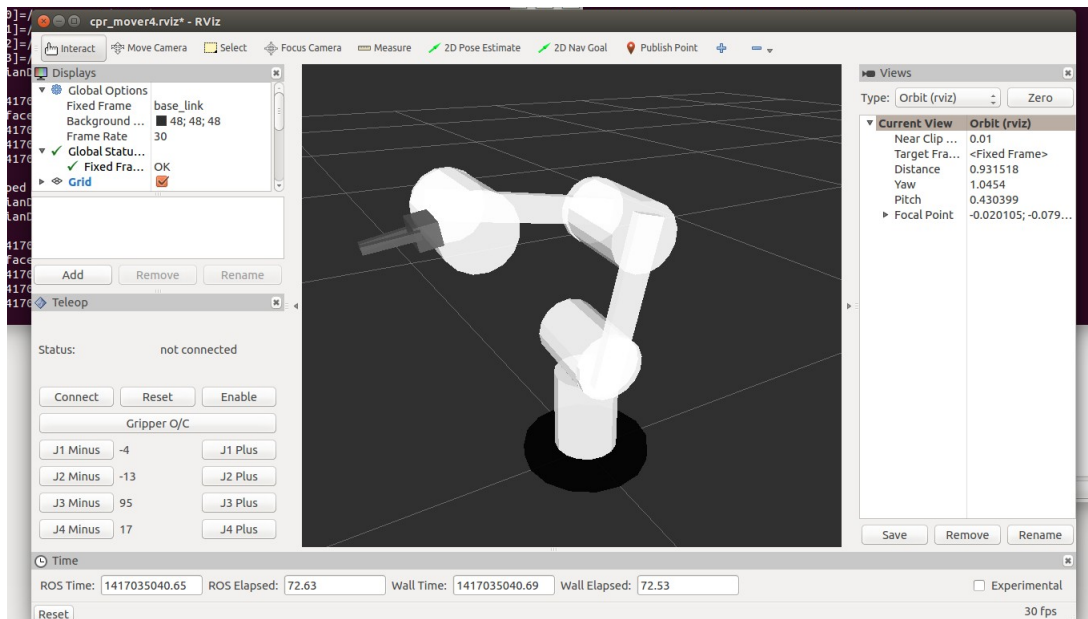 cpr_mover4.rviz* - RViz
Interact Move Camera Select Focus Camera Measure 2D Pose Estimate 2D Nav Goal Publish Point
Displays
Global Options
Fixed Frame base_link
Background ... 48; 48; 48
Frame Rate 30
Global Statu...
Fixed Fra... OK
Grid
Add Remove Rename
Teleop
Status: not connected
Connect Reset Enable
Gripper O/C
J1 Minus -4 J1 Plus
J2 Minus -13 J2 Plus
J3 Minus 95 J3 Plus
J4 Minus 17 J4 Plus
Views
Type: Orbit (rviz) Zero
Current View Orbit (rviz)
Near Clip ... 0.01
Target Fra... <Fixed Frame>
Distance 0.931518
Yaw 1.0454
Pitch 0.430399
Focal Point -0.020105; -0.079...
Save Remove Rename
Time
ROS Time: 1417035040.65 ROS Elapsed: 72.63 Wall Time: 1417035040.69 Wall Elapsed: 72.53 Experimental
Reset 30 fps